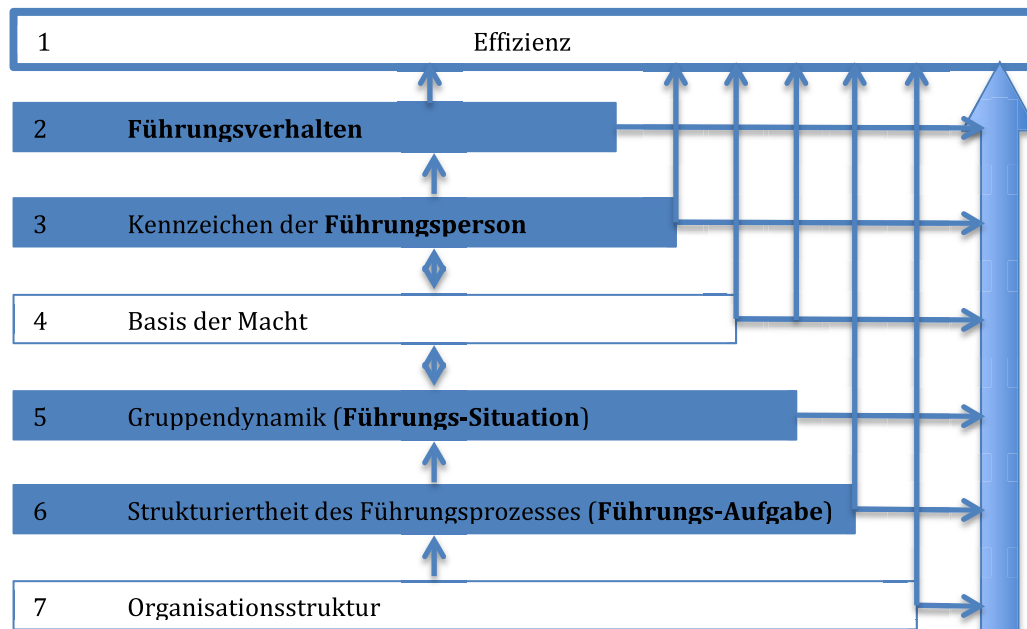 1 Effizienz
2 Führungsverhalten
3 Kennzeichen der Führungsperson
4 Basis der Macht
5 Gruppendynamik (Führungs-Situation)
6 Strukturiertheit des Führungsprozesses (Führungs-Aufgabe)
7 Organisationsstruktur